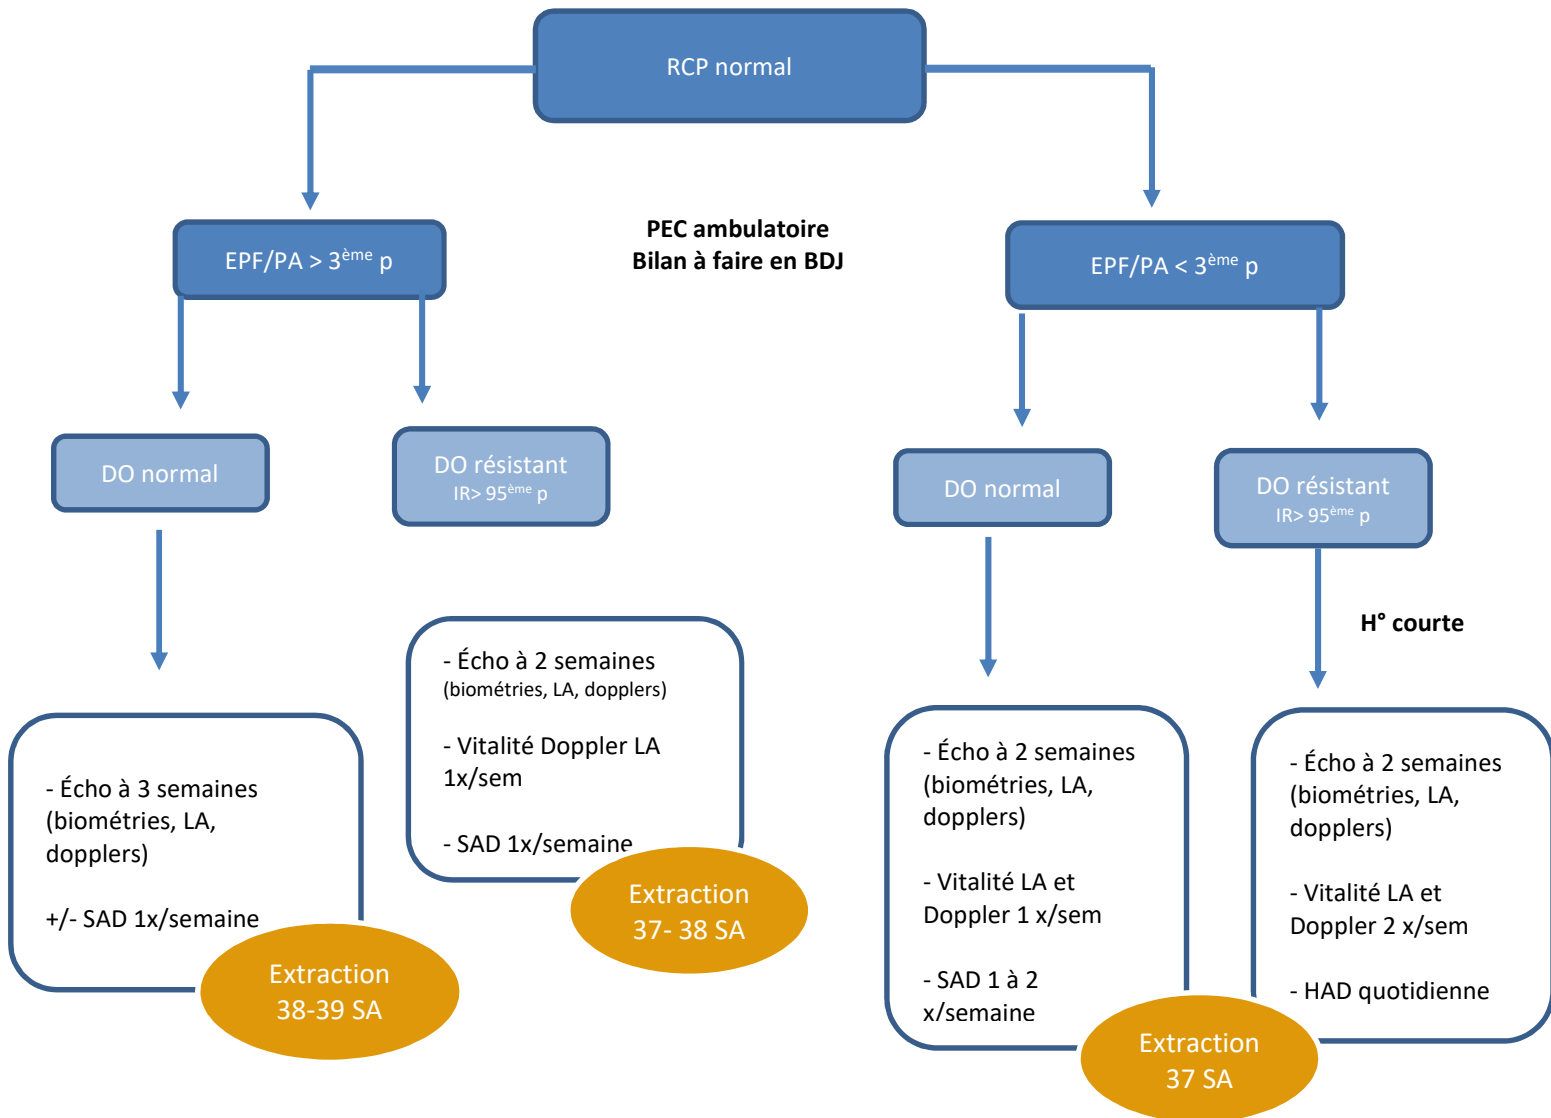 RCP normal
PEC ambulatoire
Bilan à faire en BDJ
EPF/PA > 3ème p
EPF/PA < 3ème p
DO normal
DO résistant
IR> 95ème p
DO normal
DO résistant
IR> 95ème p
H° courte
- Écho à 3 semaines
(biométries, LA,
dopplers)
+/- SAD 1x/semaine
Extraction
38-39 SA
- Écho à 2 semaines
(biométries, LA, dopplers)
- Vitalité Doppler LA
1x/sem
- SAD 1x/semaine
Extraction
37- 38 SA
- Écho à 2 semaines
(biométries, LA,
dopplers)
- Vitalité LA et
Doppler 1 x/sem
- SAD 1 à 2
x/semaine
- Écho à 2 semaines
(biométries, LA,
dopplers)
- Vitalité LA et
Doppler 2 x/sem
- HAD quotidienne
Extraction
37 SA